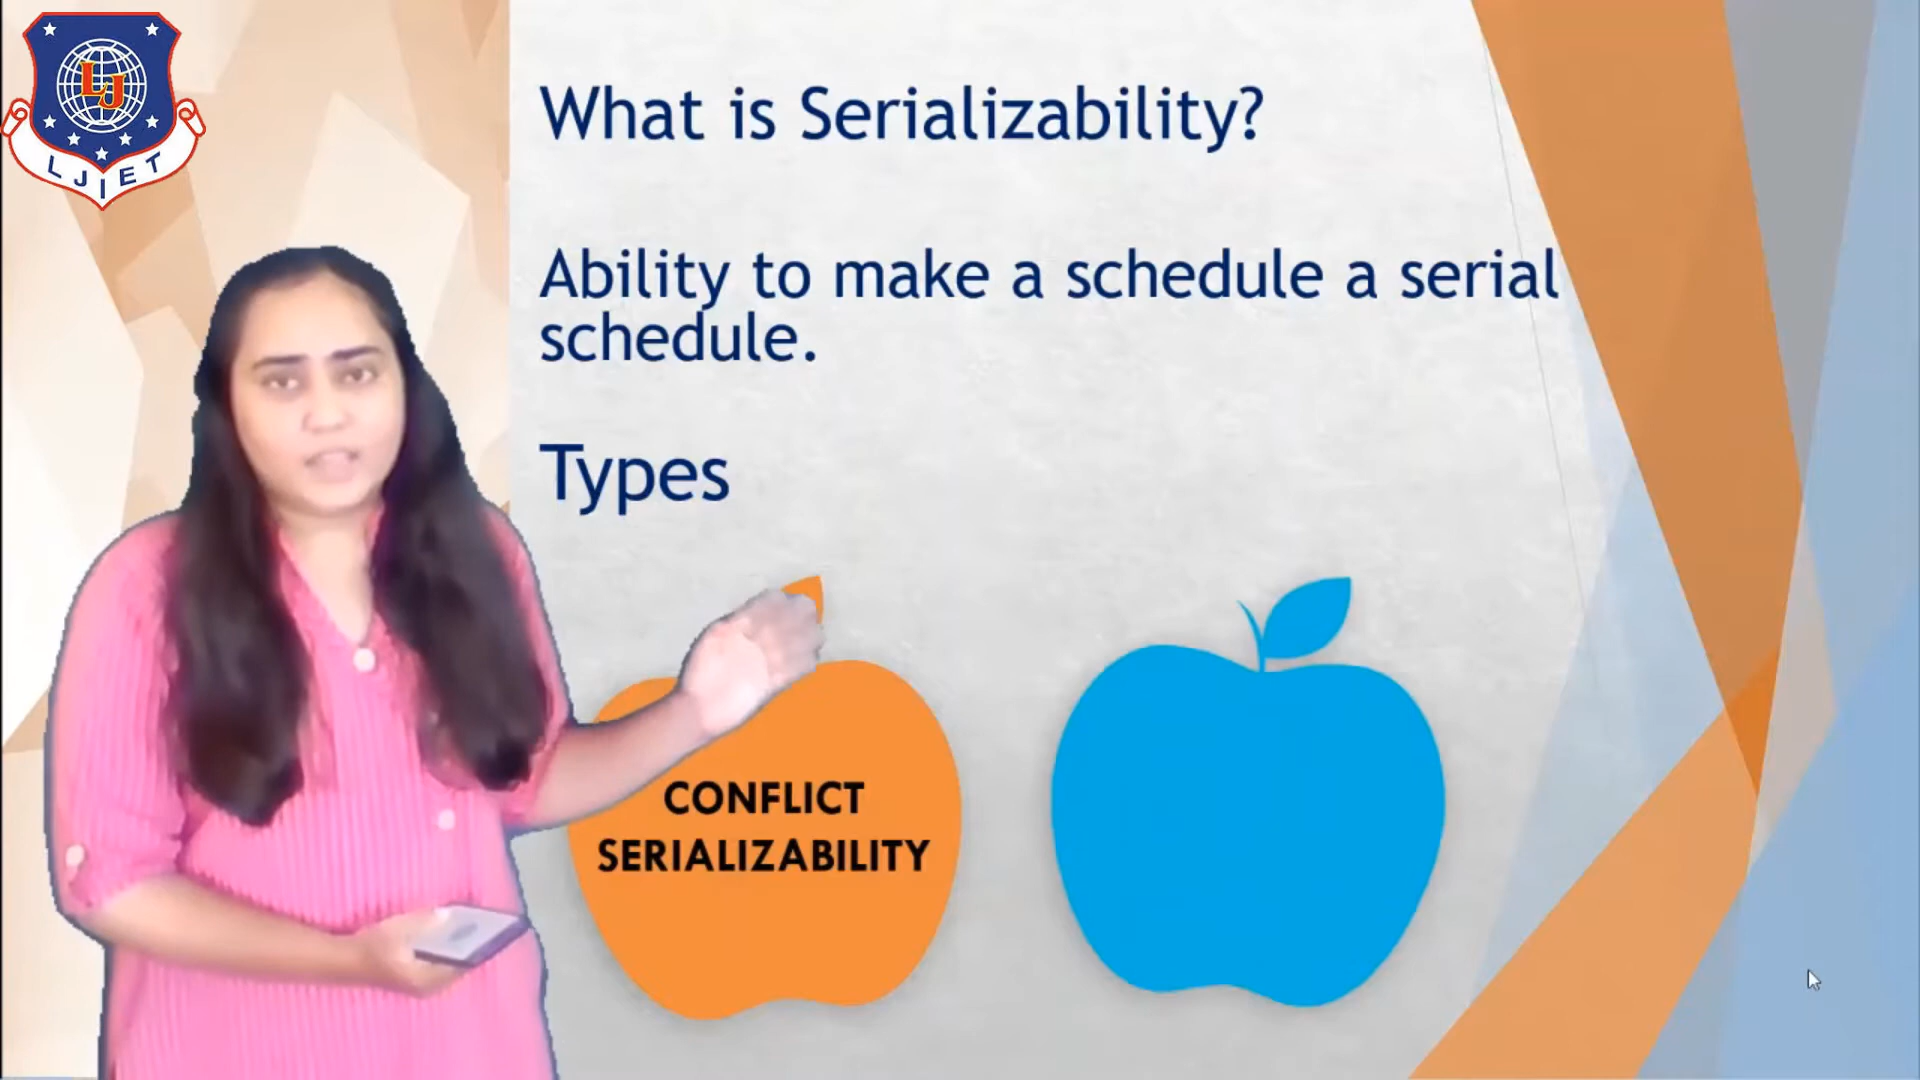 LJ
LJIET
What is Serializability?
Ability to make a schedule a serial
schedule.
Types
CONFLICT
SERIALIZABILITY